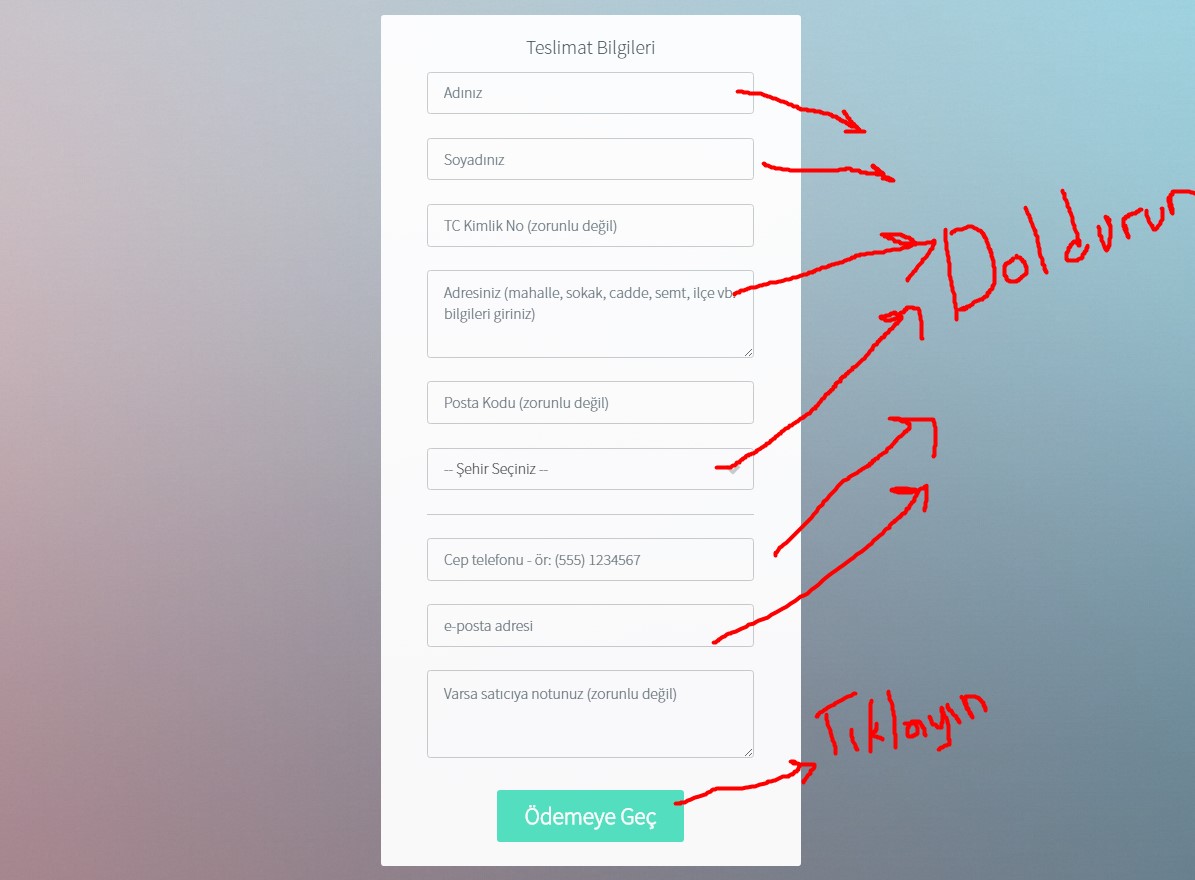 Teslimat Bilgileri
Adınız
Soyadınız
TC Kimlik No (zorunlu değil)
Adresiniz (mahalle, sokak, cadde, semt, ilçe vb.
bilgileri giriniz)
Doldurun
Posta Kodu (zorunlu değil)
-- Şehir Seçiniz --
Cep telefonu - ör: (555) 1234567
e-posta adresi
Varsa satıcıya notunuz (zorunlu değil)
Tıklayın
Ödemeye Geç